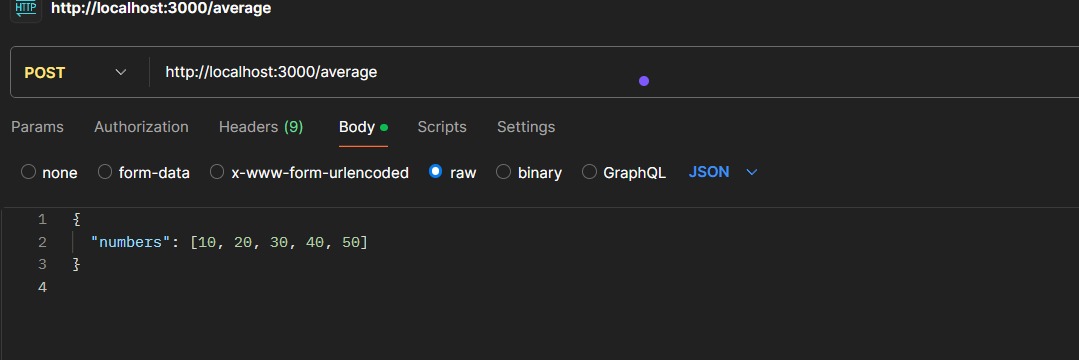 HTTP http://localhost:3000/average
POST http://localhost:3000/average
Params Authorization Headers (9) Body Scripts Settings
none form-data x-www-form-urlencoded raw binary GraphQL JSON
1 {
2 "numbers": [10, 20, 30, 40, 50]
3 }
4